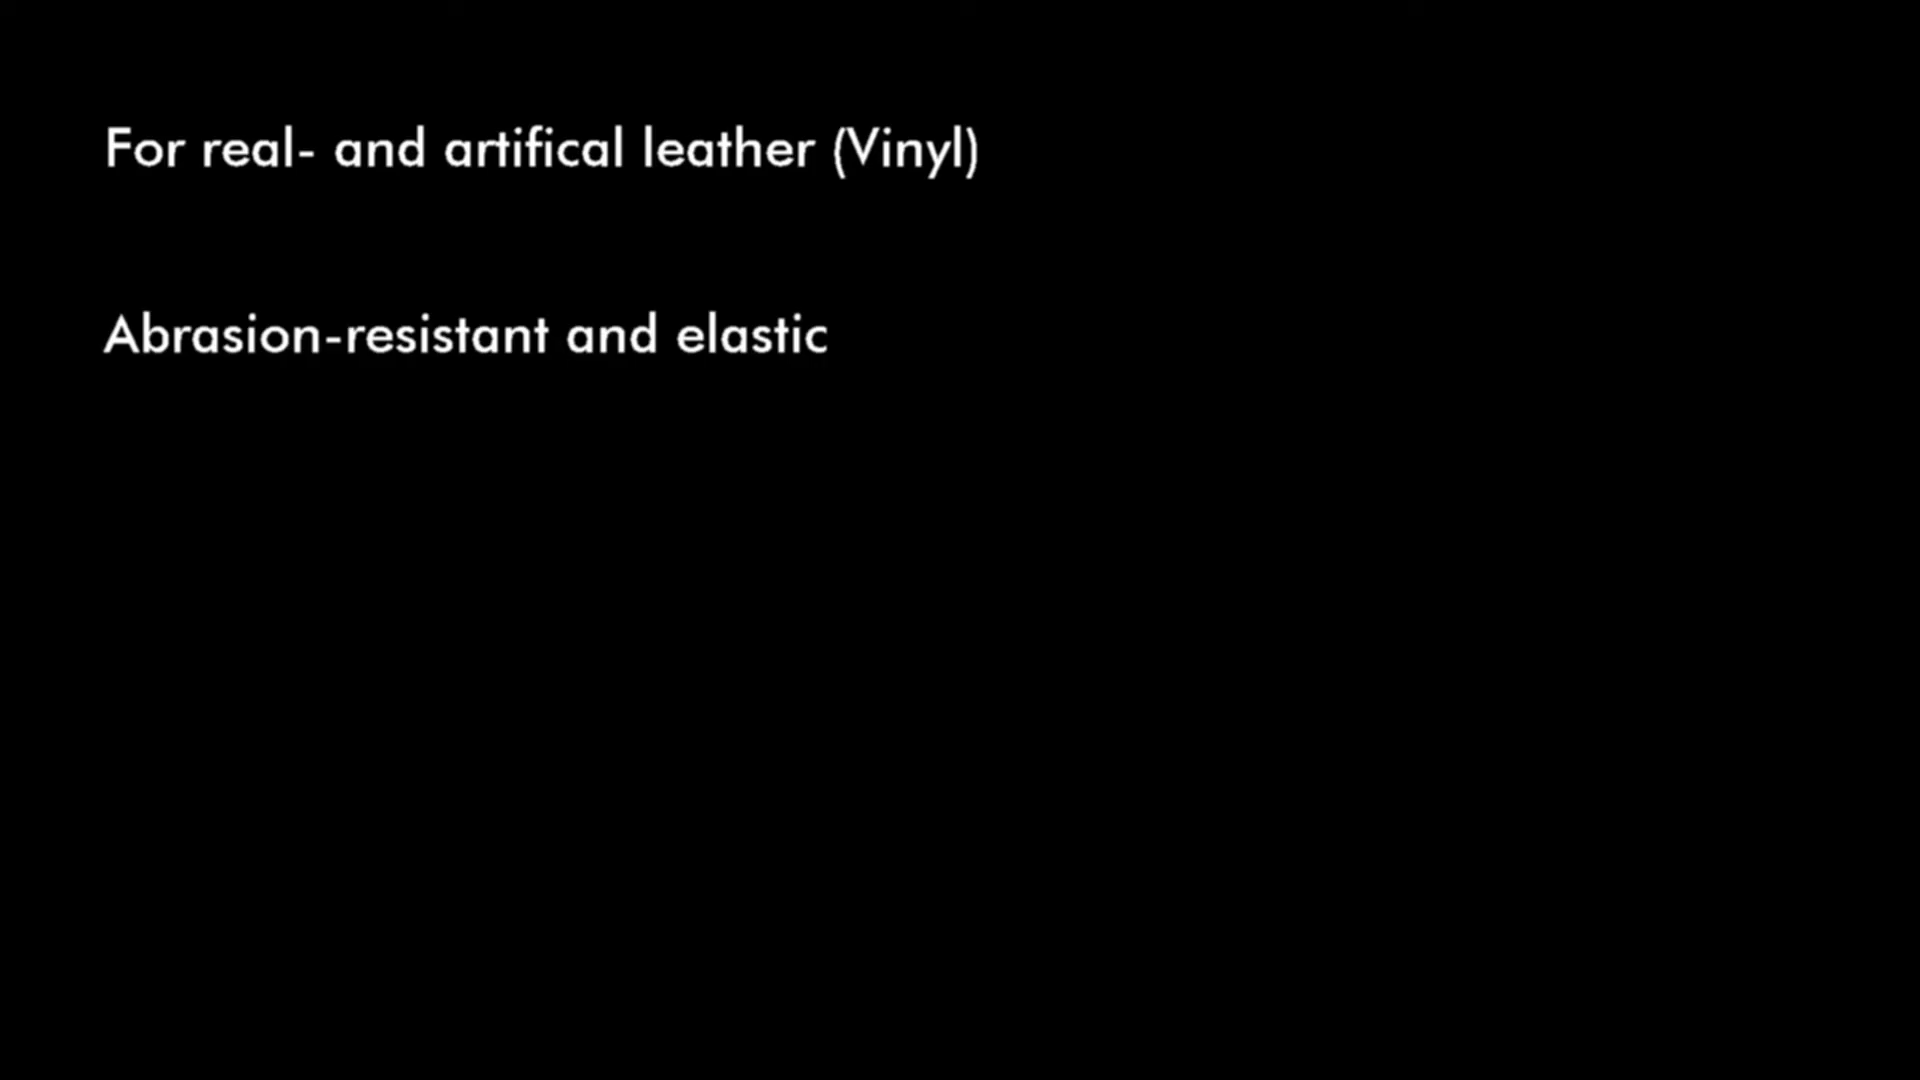 For real- and artifical leather (Vinyl)
Abrasion-resistant and elastic